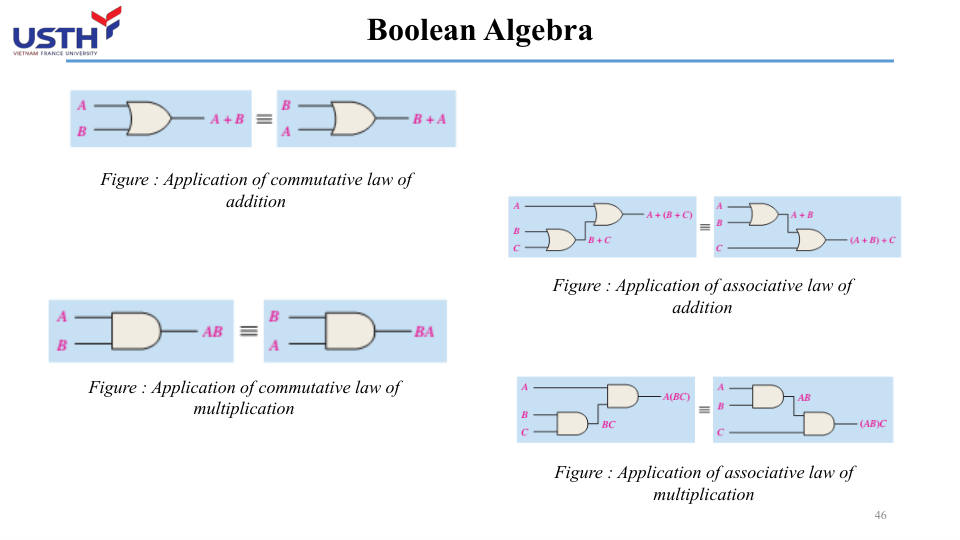 USTH
VIETNAM FRANCE UNIVERSITY
Boolean Algebra
A
B
A + B
≡
B
A
B + A
Figure : Application of commutative law of
addition
A
B
C
B + C
A + (B + C)
≡
A
B
C
A + B
(A + B) + C
Figure : Application of associative law of
addition
A
B
AB
≡
B
A
BA
Figure : Application of commutative law of
multiplication
A
B
C
BC
A(BC)
≡
A
B
C
AB
(AB)C
Figure : Application of associative law of
multiplication
46